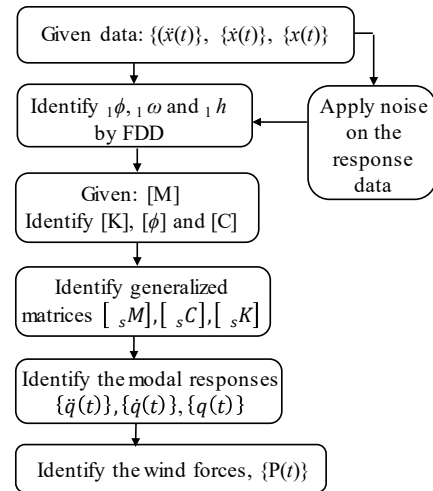 Given data: {(ẍ(t)}, {ẋ(t)}, {x(t)}
Identify ₁ϕ, ₁ω and ₁h
by FDD
Apply noise
on the
response
data
Given: [M]
Identify [K], [ϕ] and [C]
Identify generalized
matrices [ ₛM],[ ₛC],[ ₛK]
Identify the modal responses
{q̈(t)},{q̇(t)},{q(t)}
Identify the wind forces, {P(t)}